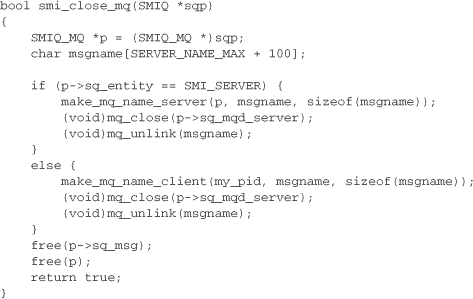 bool smi_close_mq(SMIQ *sqp)
{
    SMIQ_MQ *p = (SMIQ_MQ *)sqp;
    char msgname[SERVER_NAME_MAX + 100];

    if (p->sq_entity == SMI_SERVER) {
        make_mq_name_server(p, msgname, sizeof(msgname));
        (void)mq_close(p->sq_mqd_server);
        (void)mq_unlink(msgname);
    }
    else {
        make_mq_name_client(my_pid, msgname, sizeof(msgname));
        (void)mq_close(p->sq_mqd_server);
        (void)mq_unlink(msgname);
    }
    free(p->sq_msg);
    free(p);
    return true;
}